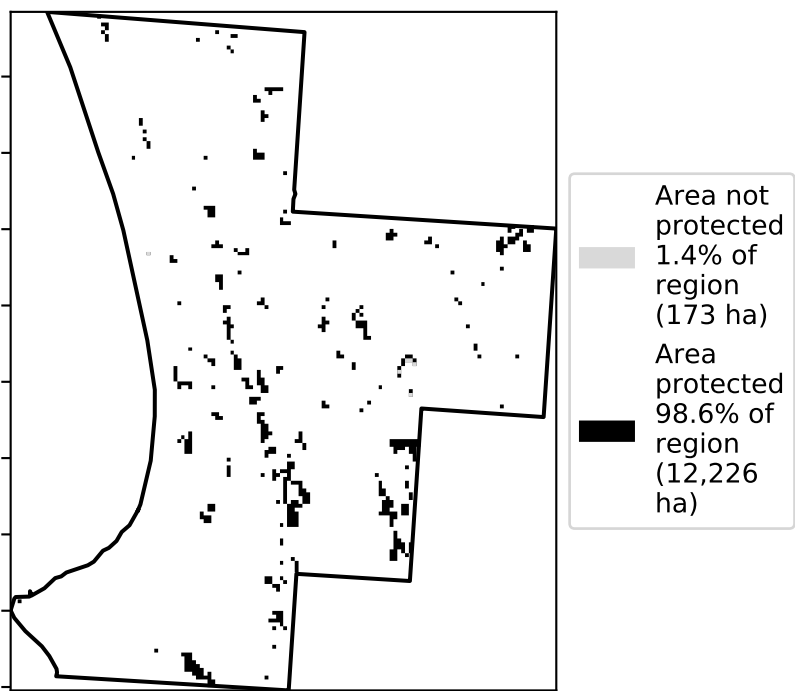 Area not
protected
1.4% of
region
(173 ha)
Area
protected
98.6% of
region
(12,226
ha)